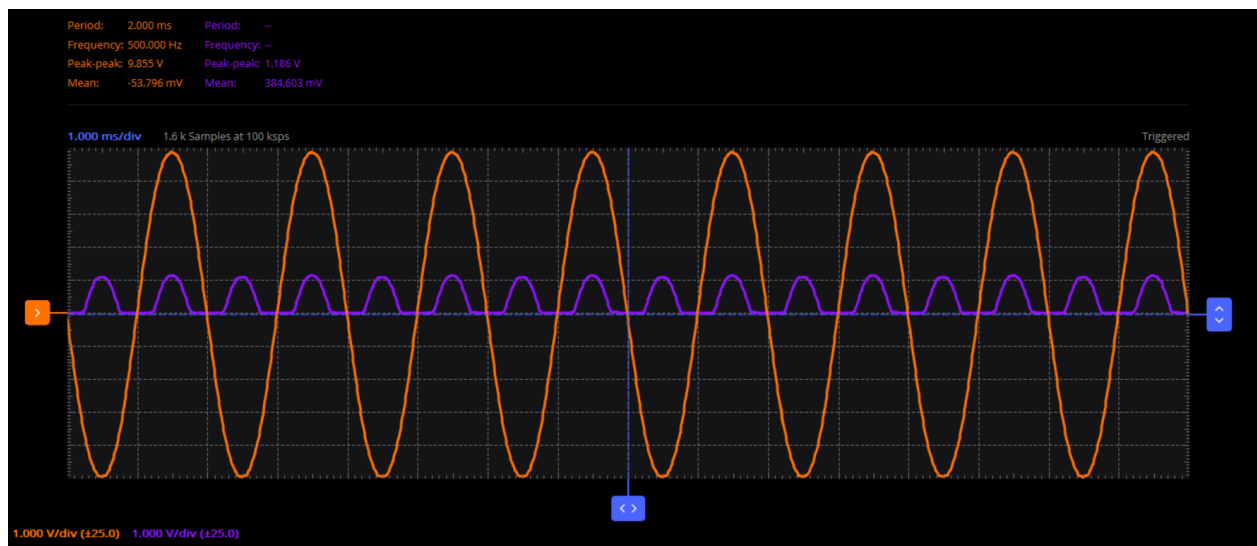 Period: 2.000 ms Period: --
Frequency: 500.000 Hz Frequency: --
Peak-peak: 9.855 V Peak-peak: 1.186 V
Mean: -53.796 mV Mean: 384.603 mV
1.000 ms/div 1.6 k Samples at 100 ksps Triggered
1.000 V/div (±25.0) 1.000 V/div (±25.0)